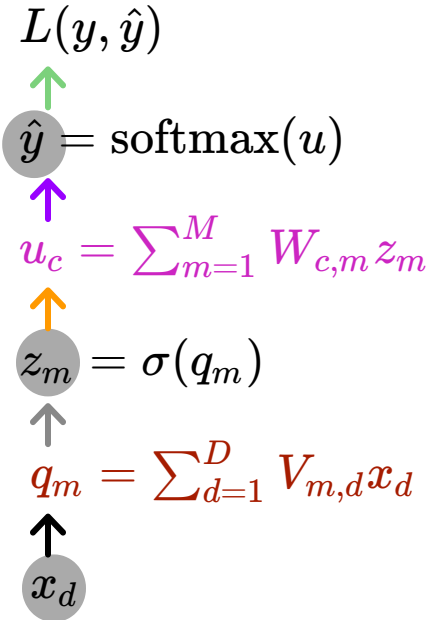 L(y, ŷ)
ŷ = softmax(u)
u_c = ∑_{m=1}^{M} W_{c,m} z_m
z_m = σ(q_m)
q_m = ∑_{d=1}^{D} V_{m,d} x_d
x_d